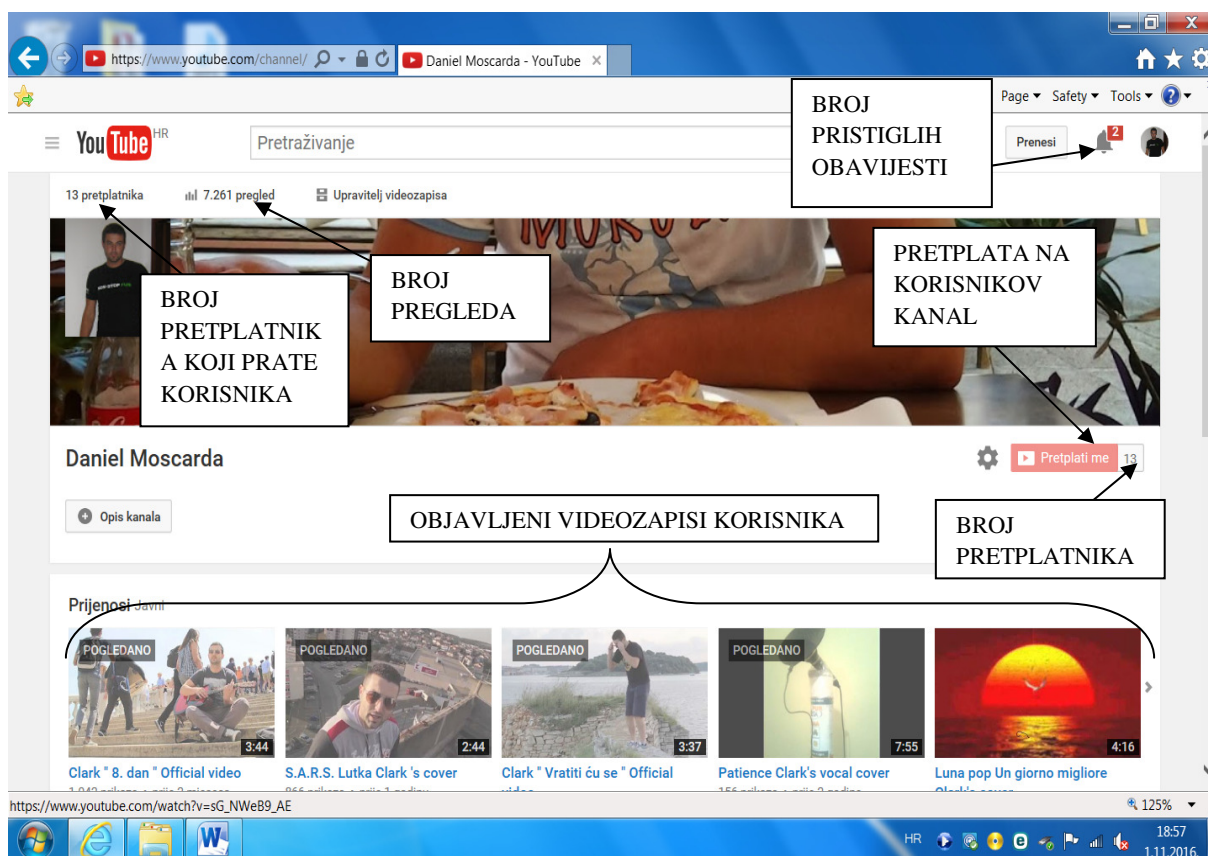 https://www.youtube.com/channel/
Daniel Moscarda - YouTube
Page Safety Tools
YouTube HR
Pretraživanje
Prenesi
2
BROJ
PRISTIGLIH
OBAVIJESTI
13 pretplatnika 7.261 pregled Upravitelj videozapisa
BROJ
PRETPLATNIK
A KOJI PRATE
KORISNIKA
BROJ
PREGLEDA
PRETPLATA NA
KORISNIKOV
KANAL
Daniel Moscarda
Pretplati me 13
Opis kanala
OBJAVLJENI VIDEOZAPISI KORISNIKA
BROJ
PRETPLATNIKA
Prijenosi Javni
POGLEDANO POGLEDANO POGLEDANO POGLEDANO
3:44 2:44 3:37 7:55 4:16
Clark " 8. dan " Official video
S.A.R.S. Lutka Clark 's cover
Clark " Vratiti ću se " Official
video
Patience Clark's vocal cover
Luna pop Un giorno migliore
https://www.youtube.com/watch?v=sG_NWeB9_AE
125%
HR
18:57
1.11.2016.